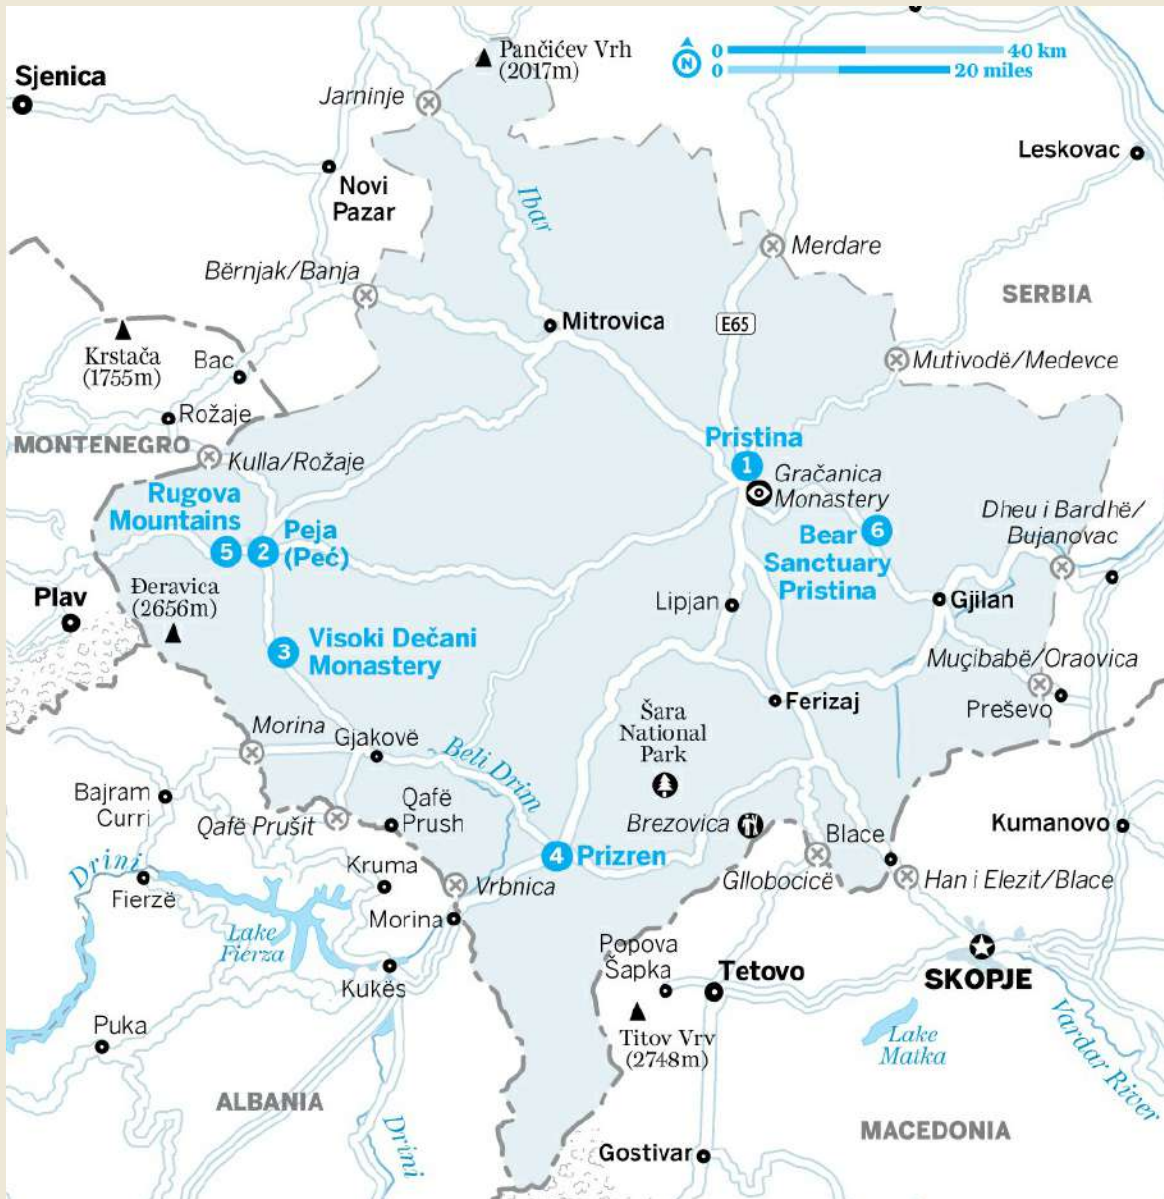 Pančićev Vrh
(2017m)
0 40 km
N
0 20 miles
Sjenica
Jarninje
Leskovac
Novi
Pazar
Ibar
Merdare
Bërnjak/Banja
SERBIA
Mitrovica
E65
Krstača
(1755m)
Bac
Mutivodë/Medevce
Rožaje
MONTENEGRO
Pristina
1
Kulla/Rožaje
Gračanica
Monastery
Rugova
Mountains
5
2
Peja
(Peć)
Dheu i Bardhë/
Bujanovac
Bear
Sanctuary
Pristina
6
Plav
Đeravica
(2656m)
Lipjan
Gjilan
3
Visoki Dečani
Monastery
Muçibabë/Oraovica
Ferizaj
Preševo
Šara
National
Park
Morina
Gjakovë
Beli Drim
Bajram
Curri
Qafë Prušit
Qafë
Prush
Brezovica
Blace
Kumanovo
4
Prizren
Drini
Fierzë
Kruma
Vrbnica
Gllobocicë
Han i Elezit/Blace
Morina
Lake
Fierza
Popova
Šapka
Tetovo
SKOPJE
Kukës
Puka
Titov Vrv
(2748m)
Lake
Matka
Vardar River
ALBANIA
Drini
MACEDONIA
Gostivar